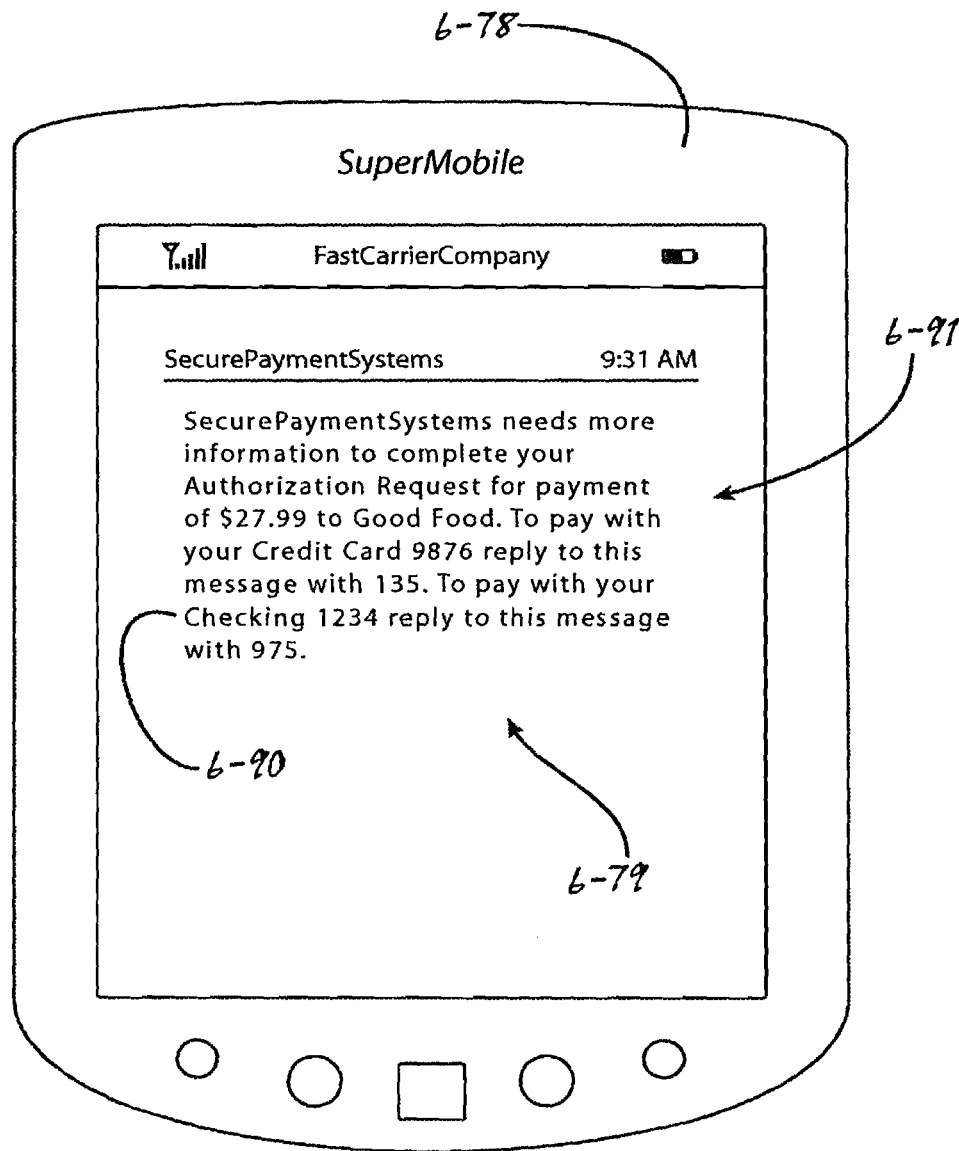 6-78
SuperMobile
FastCarrierCompany
6-91
SecurePaymentSystems 9:31 AM
SecurePaymentSystems needs more
information to complete your
Authorization Request for payment
of $27.99 to Good Food. To pay with
your Credit Card 9876 reply to this
message with 135. To pay with your
Checking 1234 reply to this message
with 975.
6-90
6-79